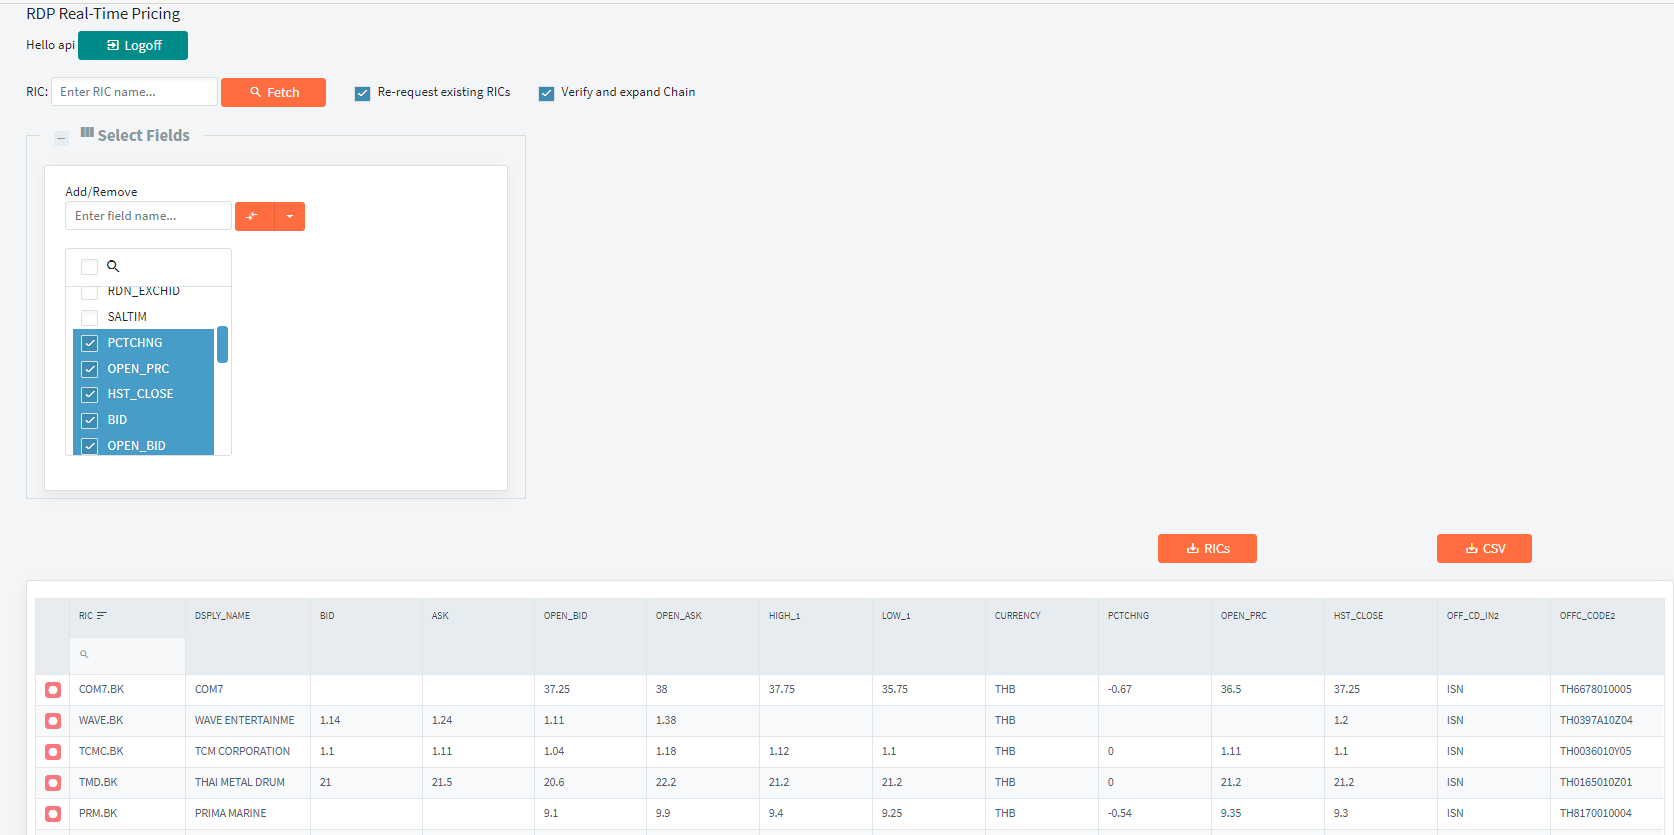 RDP Real-Time Pricing
Hello api Logoff
RIC: Enter RIC name... Fetch Re-request existing RICs Verify and expand Chain
Select Fields
Add/Remove
Enter field name...
RDN_EXCHID
SALTIM
PCTCHNG
OPEN_PRC
HST_CLOSE
BID
OPEN_BID
RICs CSV
RIC DSPLY_NAME BID ASK OPEN_BID OPEN_ASK HIGH_1 LOW_1 CURRENCY PCTCHNG OPEN_PRC HST_CLOSE OFF_CD_IN2 OFFC_CODE2
COM7.BK COM7 37.25 38 37.75 35.75 THB -0.67 36.5 37.25 ISN TH6678010005
WAVE.BK WAVE ENTERTAINME 1.14 1.24 1.11 1.38 THB 1.2 ISN TH0397A10Z04
TCMC.BK TCM CORPORATION 1.1 1.11 1.04 1.18 1.12 1.1 THB 0 1.11 1.1 ISN TH0036010Y05
TMD.BK THAI METAL DRUM 21 21.5 20.6 22.2 21.2 21.2 THB 0 21.2 21.2 ISN TH0165010Z01
PRM.BK PRIMA MARINE 9.1 9.9 9.4 9.25 THB -0.54 9.35 9.3 ISN TH8170010004